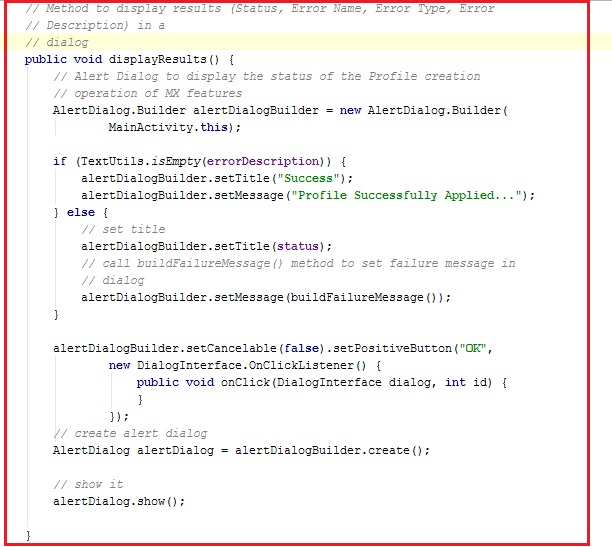 // Method to display results (Status, Error Name, Error Type, Error
// Description) in a
// dialog
public void displayResults() {
    // Alert Dialog to display the status of the Profile creation
    // operation of MX features
    AlertDialog.Builder alertDialogBuilder = new AlertDialog.Builder(
            MainActivity.this);

    if (TextUtils.isEmpty(errorDescription)) {
        alertDialogBuilder.setTitle("Success");
        alertDialogBuilder.setMessage("Profile Successfully Applied...");
    } else {
        // set title
        alertDialogBuilder.setTitle(status);
        // call buildFailureMessage() method to set failure message in
        // dialog
        alertDialogBuilder.setMessage(buildFailureMessage());
    }

    alertDialogBuilder.setCancelable(false).setPositiveButton("OK",
            new DialogInterface.OnClickListener() {
                public void onClick(DialogInterface dialog, int id) {
                }
            });
    // create alert dialog
    AlertDialog alertDialog = alertDialogBuilder.create();

    // show it
    alertDialog.show();

}